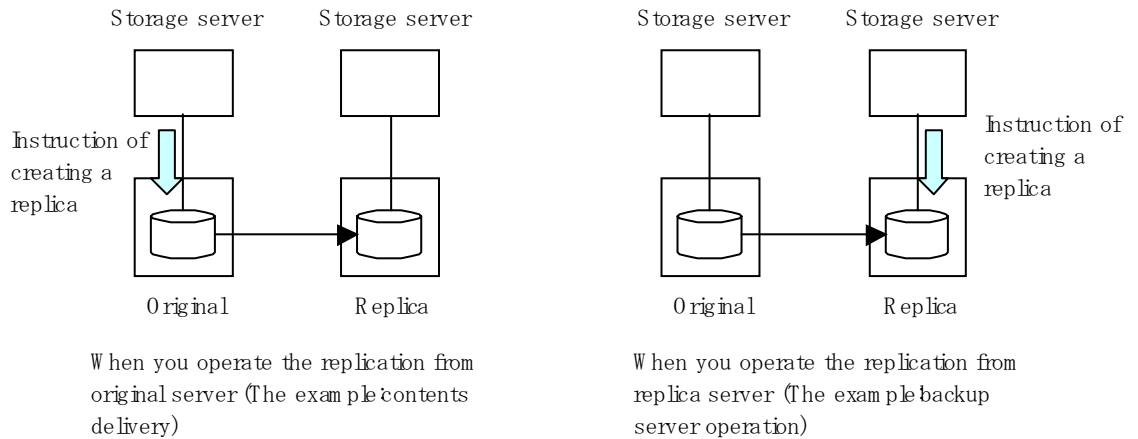 Storage server
Storage server
Instruction of
creating a
replica
Original
Replica
When you operate the replication from
original server (The example:contents
delivery)
Storage server
Storage server
Instruction of
creating a
replica
Original
Replica
When you operate the replication from
replica server (The example:backup
server operation)